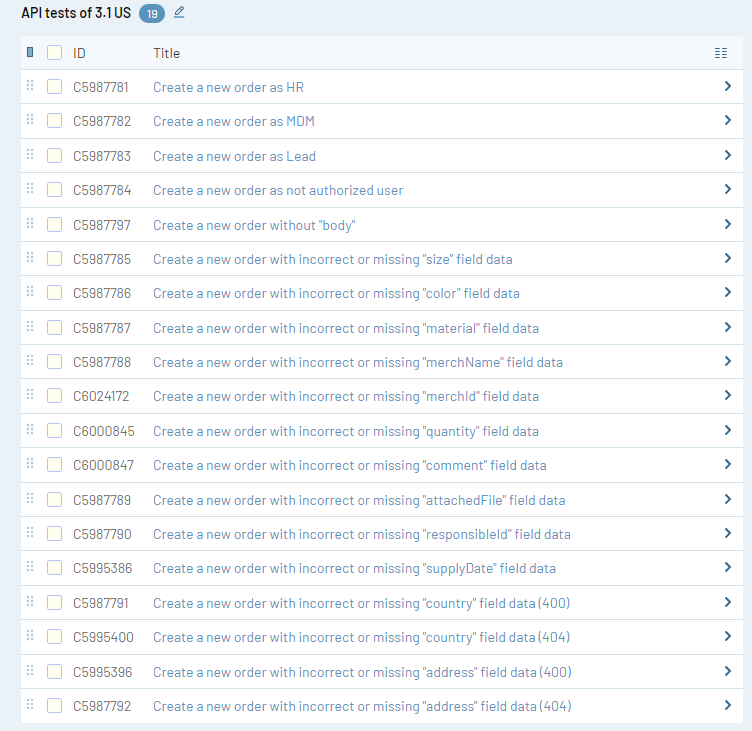 API tests of 3.1 US 19
ID Title
C5987781 Create a new order as HR
C5987782 Create a new order as MDM
C5987783 Create a new order as Lead
C5987784 Create a new order as not authorized user
C5987797 Create a new order without "body"
C5987785 Create a new order with incorrect or missing "size" field data
C5987786 Create a new order with incorrect or missing "color" field data
C5987787 Create a new order with incorrect or missing "material" field data
C5987788 Create a new order with incorrect or missing "merchName" field data
C6024172 Create a new order with incorrect or missing "merchId" field data
C6000845 Create a new order with incorrect or missing "quantity" field data
C6000847 Create a new order with incorrect or missing "comment" field data
C5987789 Create a new order with incorrect or missing "attachedFile" field data
C5987790 Create a new order with incorrect or missing "responsibleId" field data
C5995386 Create a new order with incorrect or missing "supplyDate" field data
C5987791 Create a new order with incorrect or missing "country" field data (400)
C5995400 Create a new order with incorrect or missing "country" field data (404)
C5995396 Create a new order with incorrect or missing "address" field data (400)
C5987792 Create a new order with incorrect or missing "address" field data (404)